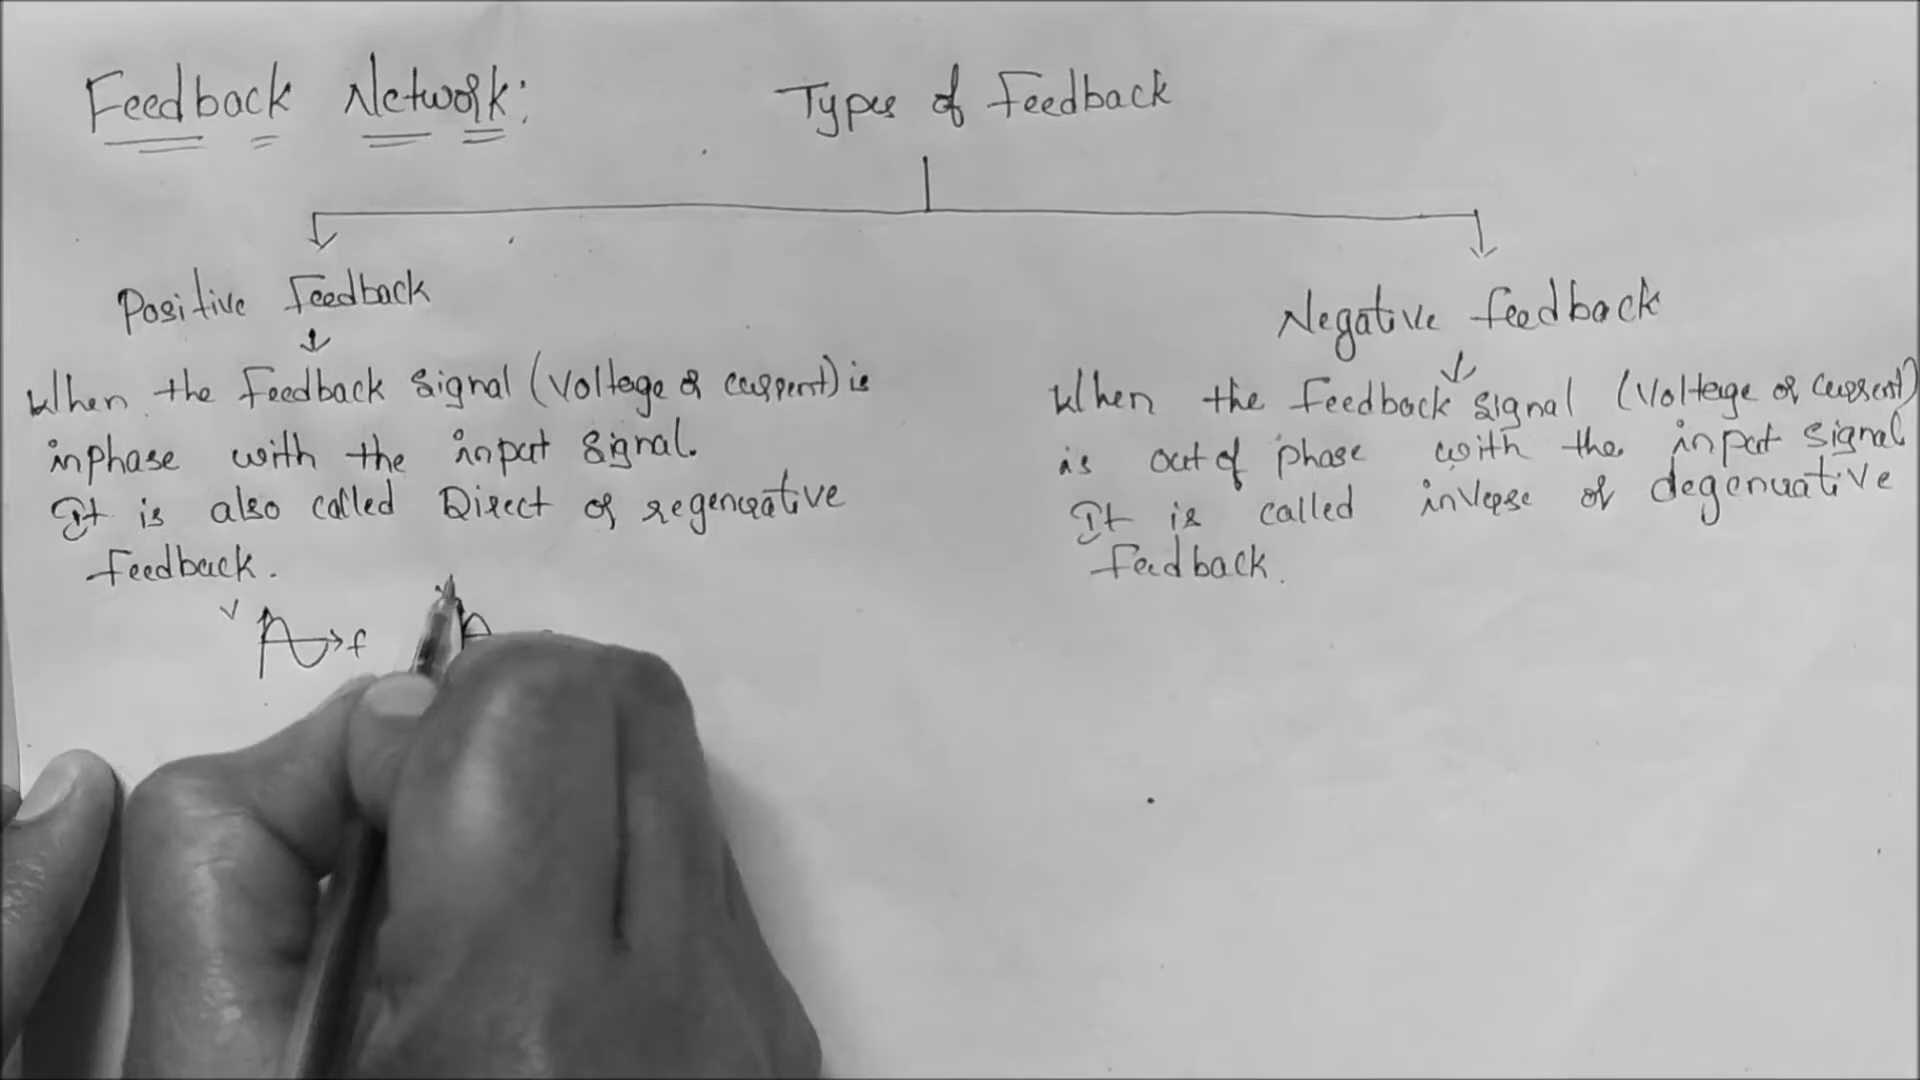 Feedback Network:
Types of Feedback
Positive Feedback
When the Feedback Signal (Voltage or current) is
inphase with the input Signal.
It is also called Direct or regenerative
Feedback.
V
f
Negative feedback
When the Feedback signal (Voltage or current)
is out of phase with the input signal
It is called inverse or degenerative
feedback.